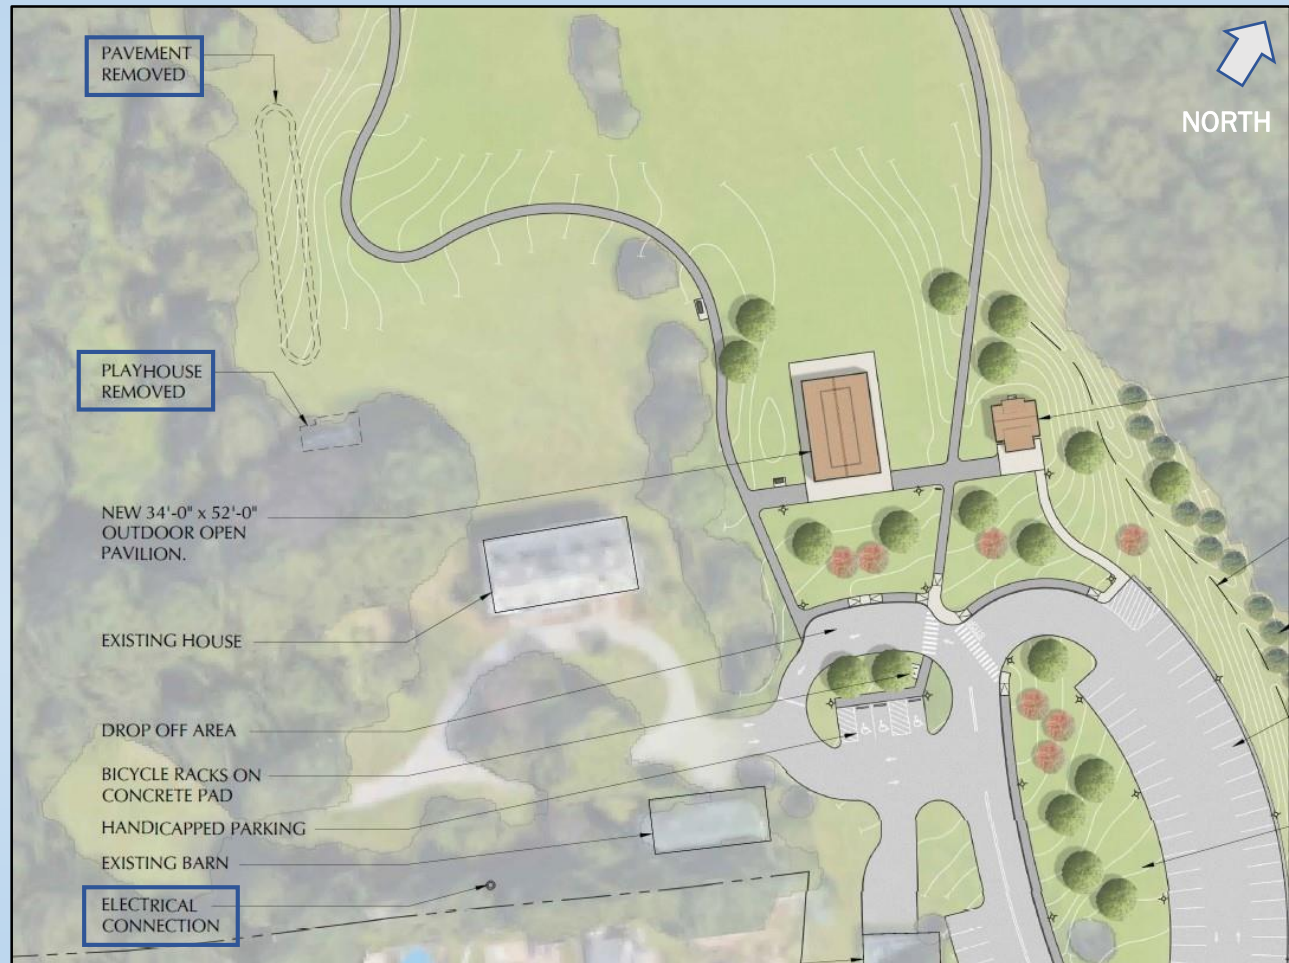 PAVEMENT
REMOVED
NORTH
PLAYHOUSE
REMOVED
NEW 34'-0" x 52'-0"
OUTDOOR OPEN
PAVILION.
EXISTING HOUSE
DROP OFF AREA
BICYCLE RACKS ON
CONCRETE PAD
HANDICAPPED PARKING
EXISTING BARN
ELECTRICAL
CONNECTION